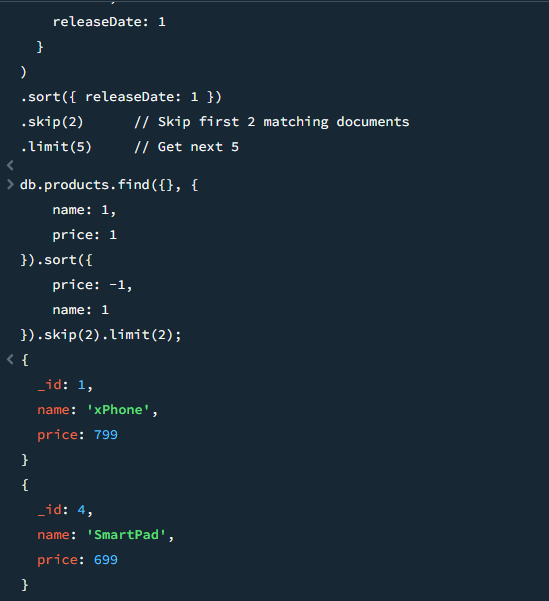 releaseDate: 1
}
)
.sort({ releaseDate: 1 })
.skip(2)      // Skip first 2 matching documents
.limit(5)     // Get next 5
<
> db.products.find({}, {
    name: 1,
    price: 1
}).sort({
    price: -1,
    name: 1
}).skip(2).limit(2);
< {
  _id: 1,
  name: 'xPhone',
  price: 799
}
{
  _id: 4,
  name: 'SmartPad',
  price: 699
}